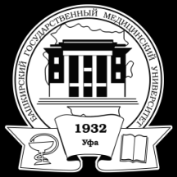 БАШКИРСКИЙ ГОСУДАРСТВЕННЫЙ МЕДИЦИНСКИЙ УНИВЕРСИТЕТ
1932
Уфа